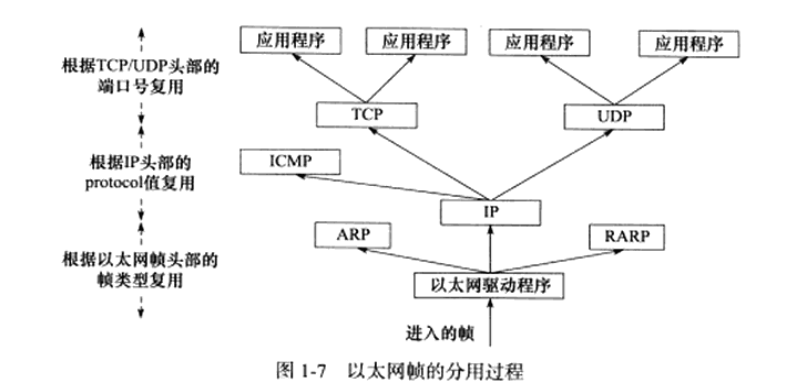 应用程序 应用程序 应用程序 应用程序
根据TCP/UDP头部的
端口号复用
TCP UDP
根据IP头部的
protocol值复用
ICMP
IP
ARP RARP
根据以太网帧头部的
帧类型复用
以太网驱动程序
进入的帧
图 1-7 以太网帧的分用过程